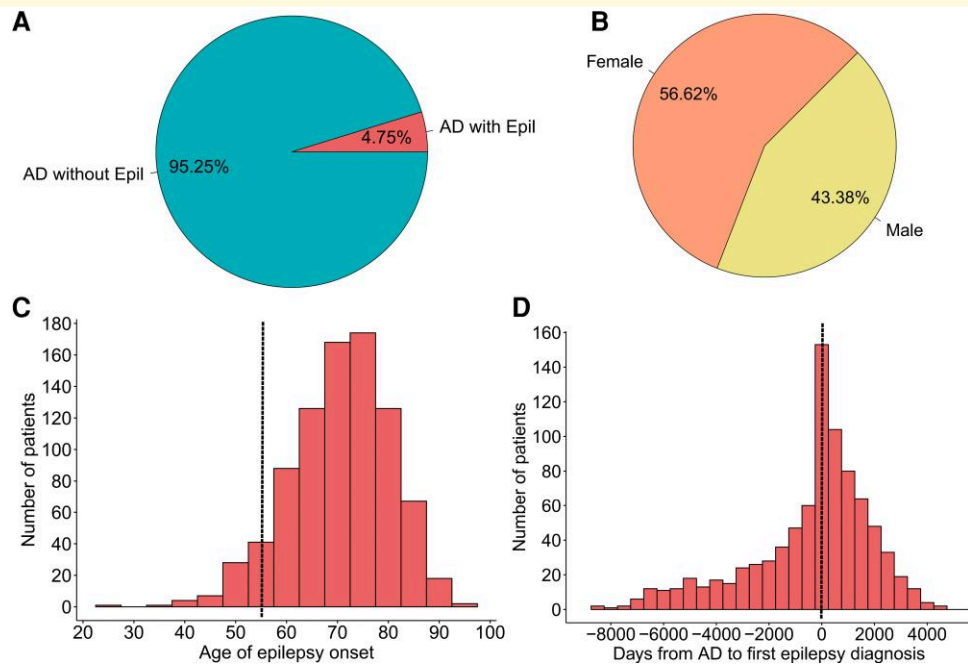 A
AD with Epil
4.75%
AD without Epil
95.25%
B
Female
56.62%
43.38%
Male
C
Number of patients
180
160
140
120
100
80
60
40
20
0
20 30 40 50 60 70 80 90 100
Age of epilepsy onset
D
Number of patients
160
140
120
100
80
60
40
20
0
−8000 −6000 −4000 −2000 0 2000 4000
Days from AD to first epilepsy diagnosis